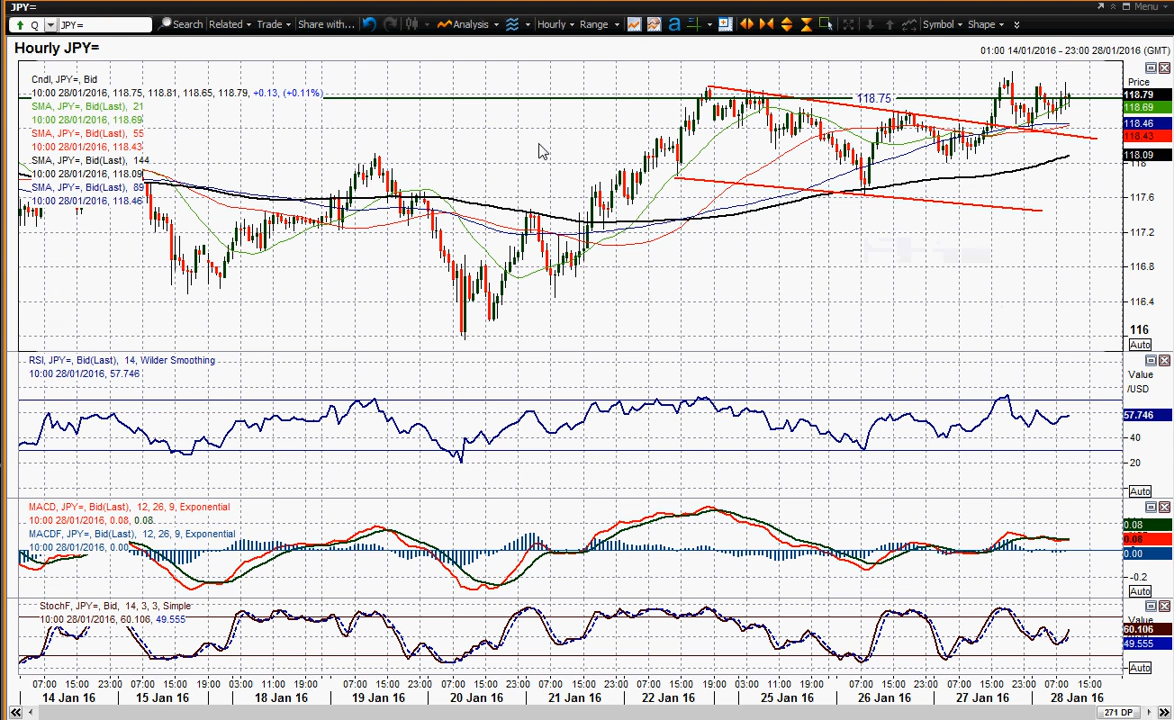 JPY=
Menu
Q JPY= Search Related Trade Share with... Analysis Hourly Range a Symbol Shape
Hourly JPY=
01:00 14/01/2016 - 23:00 28/01/2016 (GMT)
Cndl, JPY=, Bid
10:00 28/01/2016, 118.75, 118.81, 118.65, 118.79, +0.13, (+0.11%)
SMA, JPY=, Bid(Last), 21
10:00 28/01/2016, 118.69
SMA, JPY=, Bid(Last), 55
10:00 28/01/2016, 118.43
SMA, JPY=, Bid(Last), 144
10:00 28/01/2016, 118.09
SMA, JPY=, Bid(Last), 89
10:00 28/01/2016, 118.46
118.75
Price
118.79
118.69
118.46
118.43
118.09
118
117.6
117.2
116.8
116.4
116
Auto
RSI, JPY=, Bid(Last), 14, Wilder Smoothing
10:00 28/01/2016, 57.746
Value
/USD
57.746
40
20
Auto
MACD, JPY=, Bid(Last), 12, 26, 9, Exponential
10:00 28/01/2016, 0.08, 0.08
MACDF, JPY=, Bid(Last), 12, 26, 9, Exponential
10:00 28/01/2016, 0.00
0.08
0.08
0.00
-0.2
Auto
StochF, JPY=, Bid, 14, 3, 3, Simple
10:00 28/01/2016, 60.106, 49.555
Value
60.106
49.555
Auto
07:00 15:00 23:00 07:00 15:00 19:00 03:00 11:00 15:00 19:00 07:00 15:00 23:00 07:00 15:00 23:00 07:00 15:00 23:00 07:00 15:00 19:00 03:00 11:00 15:00 07:00 15:00 23:00 07:00 15:00 23:00 07:00 15:00
14 Jan 16 15 Jan 16 18 Jan 16 19 Jan 16 20 Jan 16 21 Jan 16 22 Jan 16 25 Jan 16 26 Jan 16 27 Jan 16 28 Jan 16
271 DP